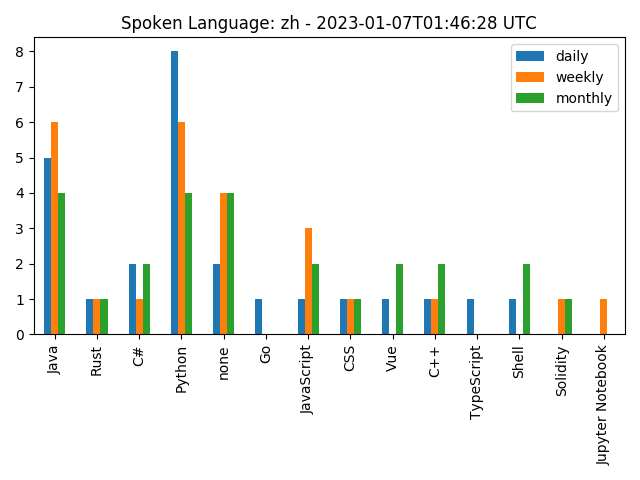 Spoken Language: zh - 2023-01-07T01:46:28 UTC
daily
weekly
monthly
8
7
6
5
4
3
2
1
0
Java
Rust
C#
Python
none
Go
JavaScript
CSS
Vue
C++
TypeScript
Shell
Solidity
Jupyter Notebook